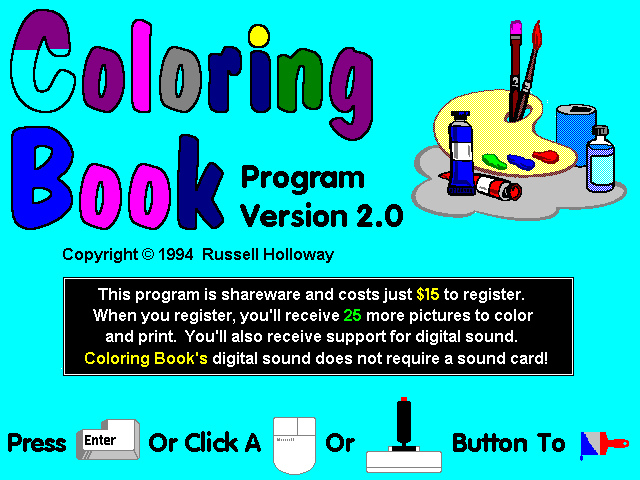 Coloring
Book
Program
Version 2.0
Copyright © 1994 Russell Holloway
This program is shareware and costs just $15 to register.
When you register, you'll receive 25 more pictures to color
and print. You'll also receive support for digital sound.
Coloring Book's digital sound does not require a sound card!
Press Enter Or Click A Or Button To